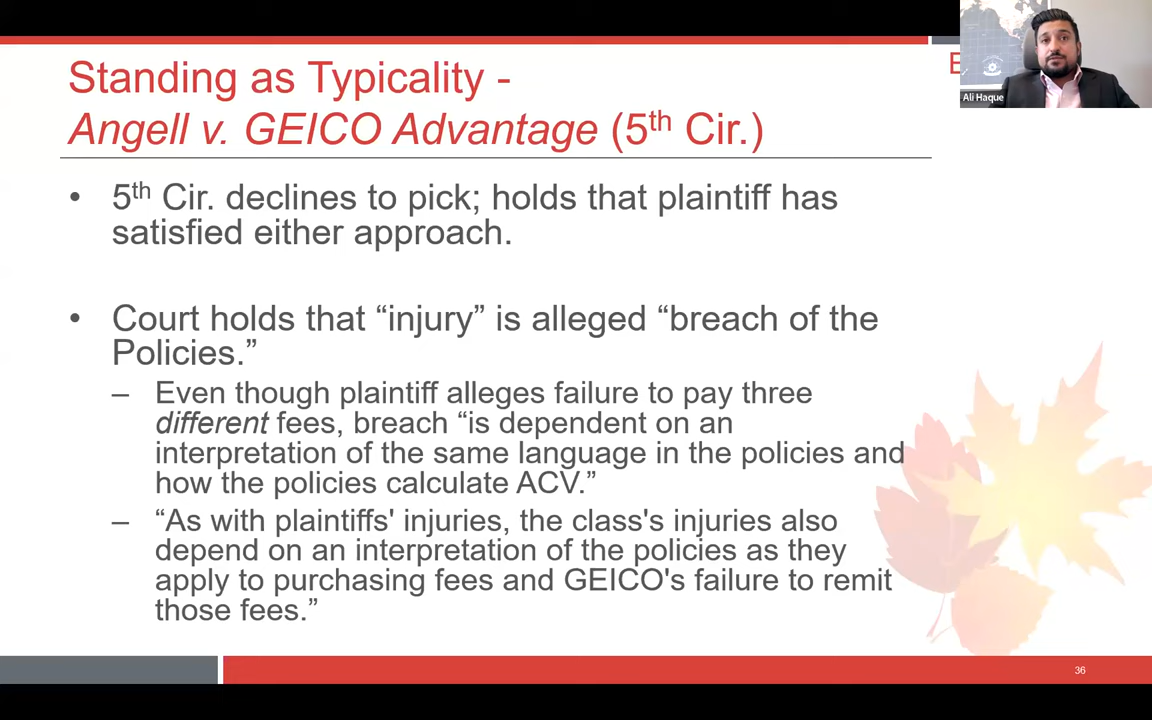 Standing as Typicality -
Angell v. GEICO Advantage (5th Cir.)
E
Ali Haque
• 5th Cir. declines to pick; holds that plaintiff has
satisfied either approach.
• Court holds that “injury” is alleged “breach of the
Policies.”
– Even though plaintiff alleges failure to pay three
different fees, breach “is dependent on an
interpretation of the same language in the policies and
how the policies calculate ACV.”
– “As with plaintiffs' injuries, the class's injuries also
depend on an interpretation of the policies as they
apply to purchasing fees and GEICO's failure to remit
those fees.”
36